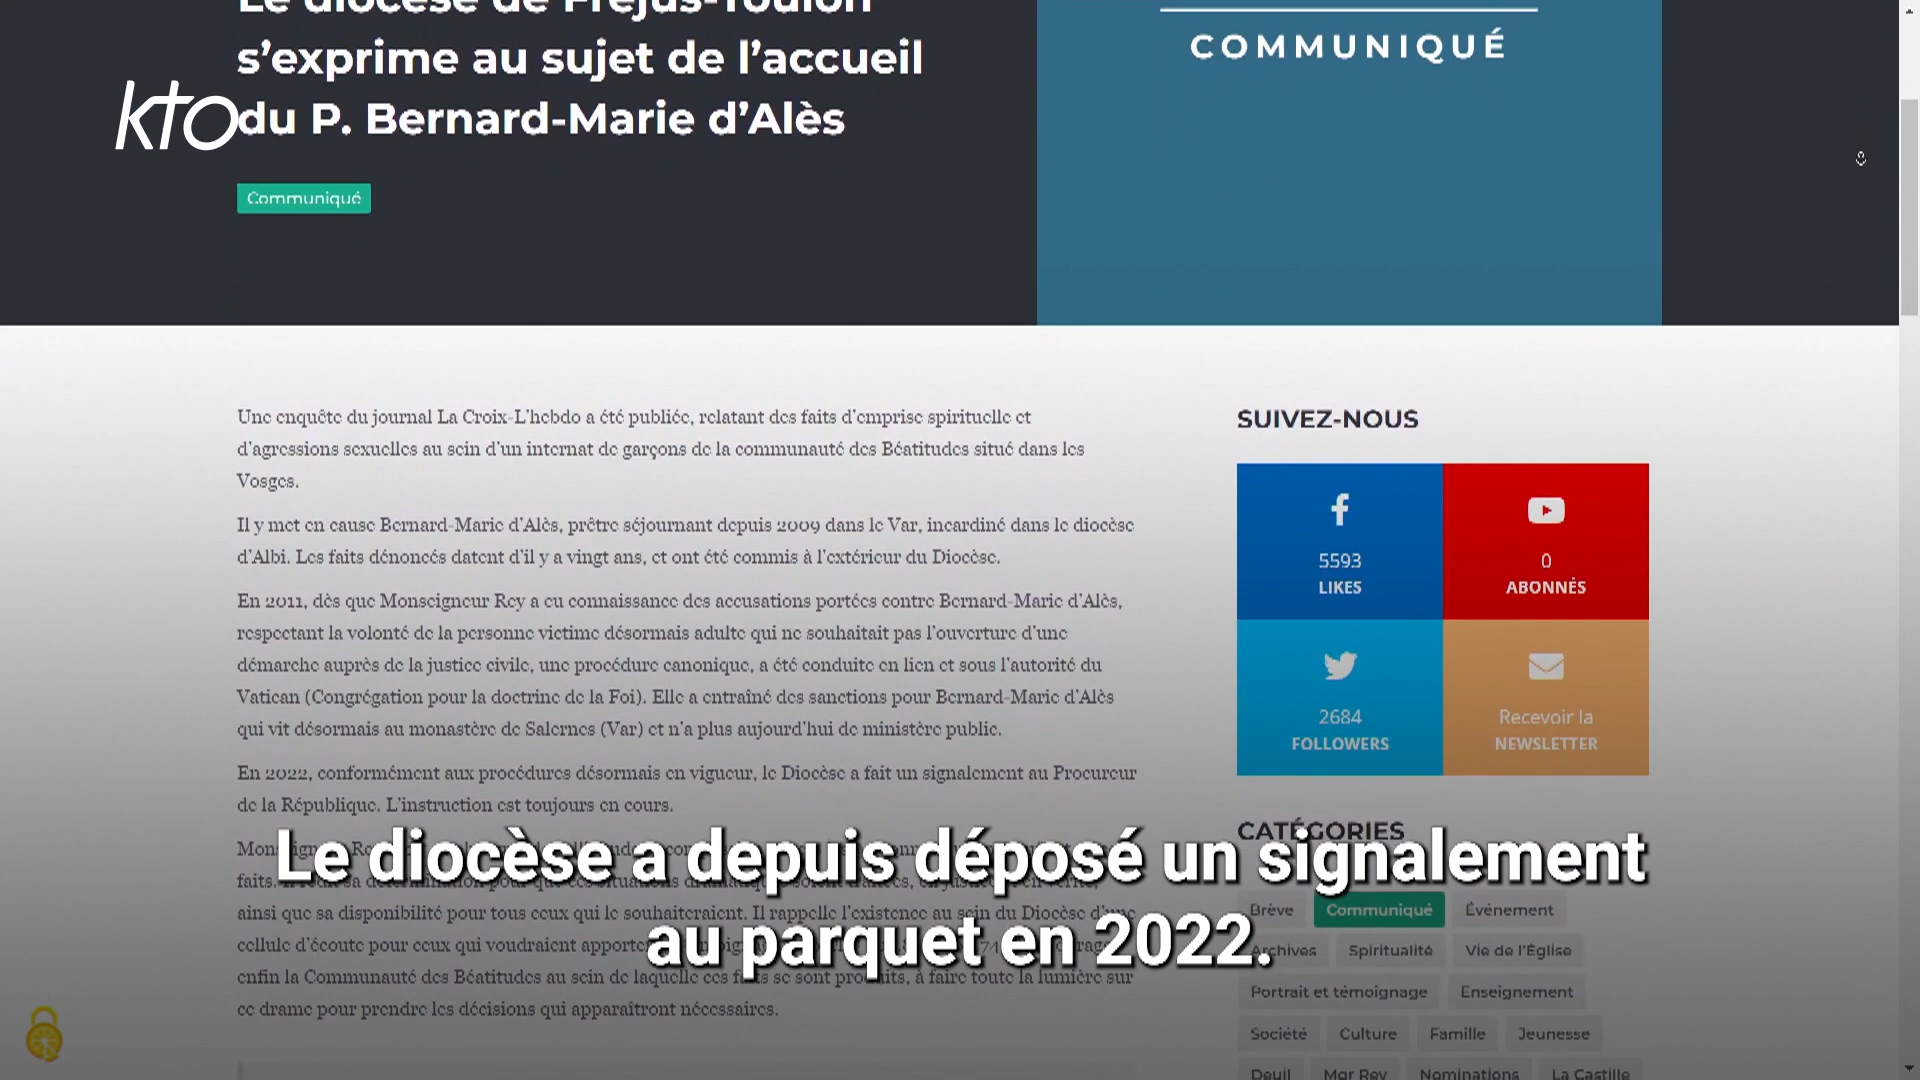 Le diocèse de Fréjus-Toulon
s’exprime au sujet de l’accueil
du P. Bernard-Marie d’Alès
kto
Communiqué
COMMUNIQUÉ
Une enquête du journal La Croix-L’hebdo a été publiée, relatant des faits d’emprise spirituelle et
d’agressions sexuelles au sein d’un internat de garçons de la communauté des Béatitudes situé dans les
Vosges.
Il y met en cause Bernard-Marie d’Alès, prêtre séjournant depuis 2009 dans le Var, incardiné dans le diocèse
d’Albi. Les faits dénoncés datent d’il y a vingt ans, et ont été commis à l’extérieur du Diocèse.
En 2011, dès que Monseigneur Rey a eu connaissance des accusations portées contre Bernard-Marie d’Alès,
respectant la volonté de la personne victime désormais adulte qui ne souhaitait pas l’ouverture d’une
démarche auprès de la justice civile, une procédure canonique, a été conduite en lien et sous l’autorité du
Vatican (Congrégation pour la doctrine de la Foi). Elle a entraîné des sanctions pour Bernard-Marie d’Alès
qui vit désormais au monastère de Salernes (Var) et n’a plus aujourd’hui de ministère public.
En 2022, conformément aux procédures désormais en vigueur, le Diocèse a fait un signalement au Procureur
de la République. L’instruction est toujours en cours.
faits.
ainsi que sa disponibilité pour tous ceux qui le souhaiteraient. Il rappelle l’existence au sein du Diocèse d’une
cellule d’écoute pour ceux qui voudraient
enfin la Communauté des Béatitudes au sein de laquelle ces faits se sont produits, à faire toute la lumière sur
ce drame pour prendre les décisions qui apparaîtront nécessaires.
SUIVEZ-NOUS
5593
LIKES
0
ABONNÉS
2684
FOLLOWERS
Recevoir la
NEWSLETTER
CATÉGORIES
Brève Communiqué Événement
Archives Spiritualité Vie de l’Église
Portrait et témoignage Enseignement
Société Culture Famille Jeunesse
Deuil Mgr Rey Nominations La Castille
Le diocèse a depuis déposé un signalement
au parquet en 2022.